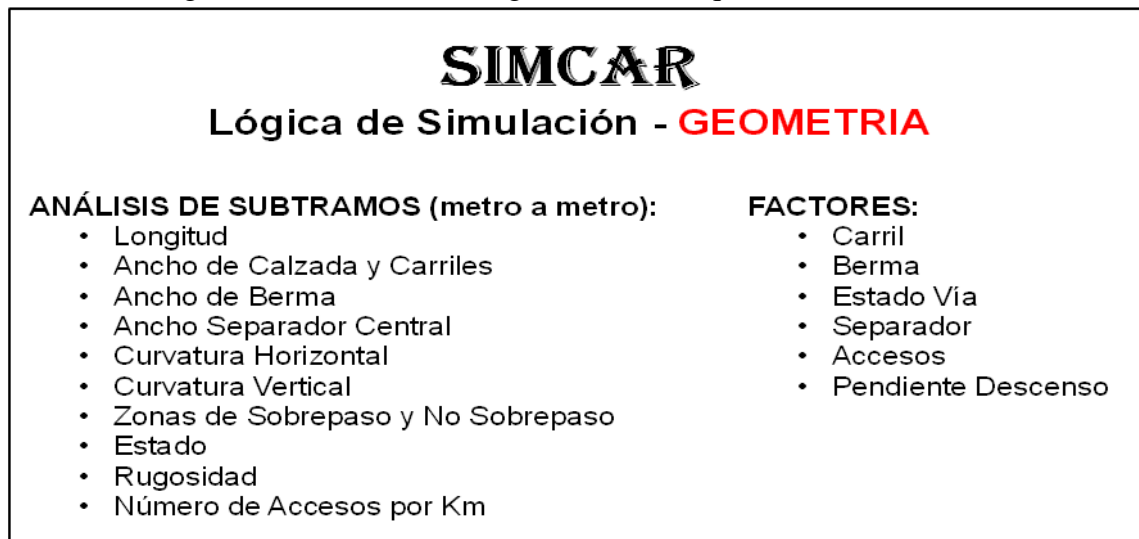 SIMCAR
Lógica de Simulación - GEOMETRIA
ANÁLISIS DE SUBTRAMOS (metro a metro):
• Longitud
• Ancho de Calzada y Carriles
• Ancho de Berma
• Ancho Separador Central
• Curvatura Horizontal
• Curvatura Vertical
• Zonas de Sobrepaso y No Sobrepaso
• Estado
• Rugosidad
• Número de Accesos por Km
FACTORES:
• Carril
• Berma
• Estado Vía
• Separador
• Accesos
• Pendiente Descenso